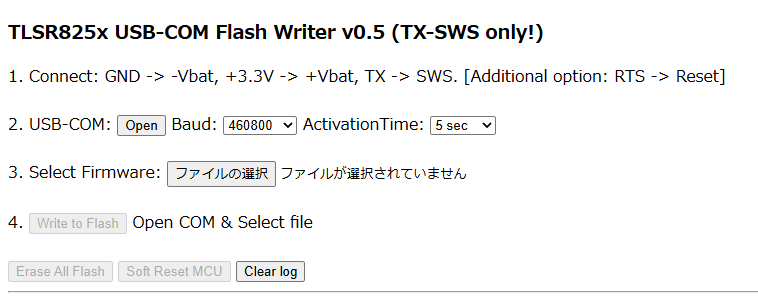 TLSR825x USB-COM Flash Writer v0.5 (TX-SWS only!)
1. Connect: GND -> -Vbat, +3.3V -> +Vbat, TX -> SWS. [Additional option: RTS -> Reset]
2. USB-COM: Open Baud: 460800 ActivationTime: 5 sec
3. Select Firmware: ファイルの選択 ファイルが選択されていません
4. Write to Flash Open COM & Select file
Erase All Flash Soft Reset MCU Clear log